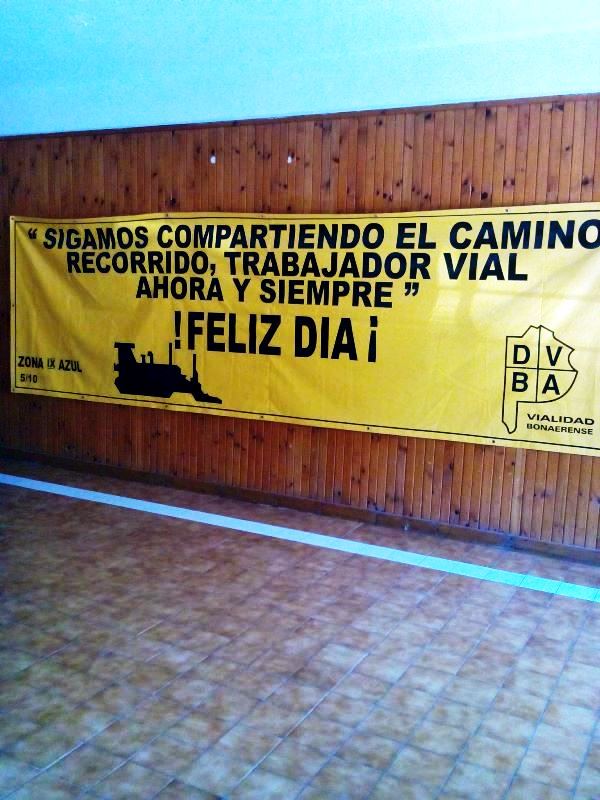 “ SIGAMOS COMPARTIENDO EL CAMINO
RECORRIDO, TRABAJADOR VIAL
AHORA Y SIEMPRE ”
!FELIZ DIA¡
ZONA IX AZUL
5/10
D V
B A
VIALIDAD
BONAERENSE